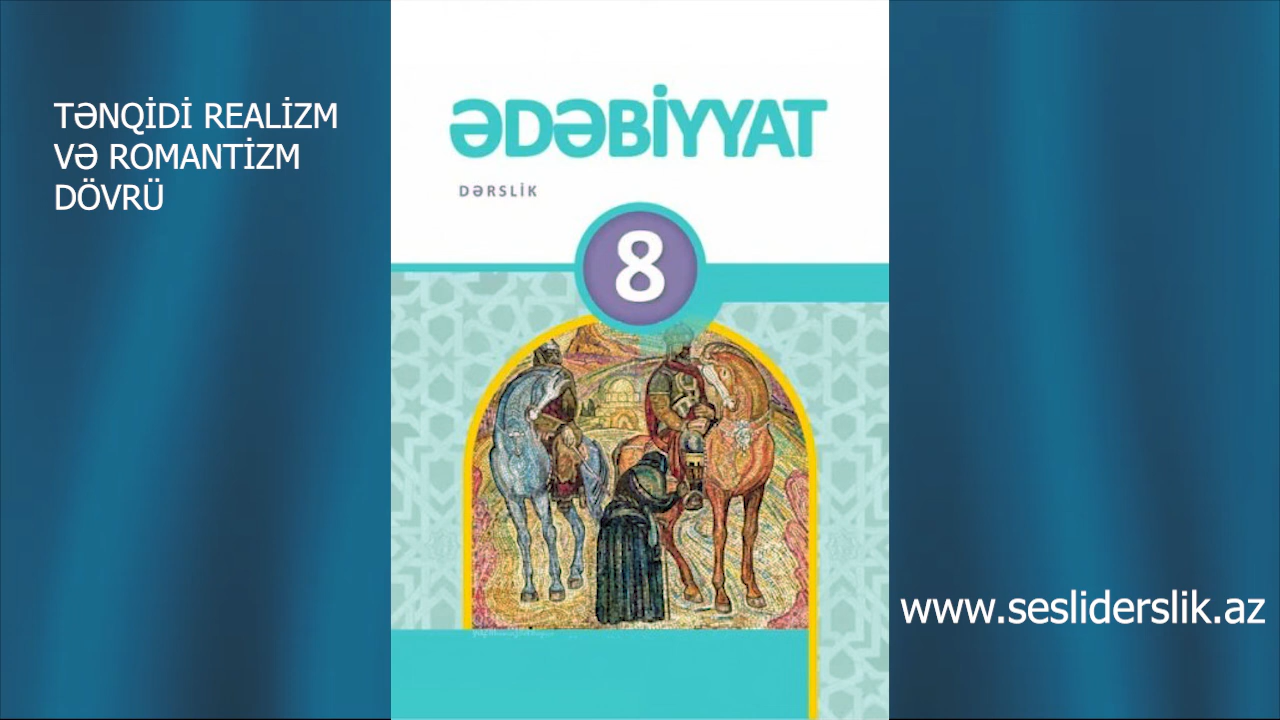 TƏNQİDİ REALİZM
VƏ ROMANTİZM
DÖVRÜ
ƏDƏBİYYAT
DƏRSLİK
8
www.sesliderslik.az